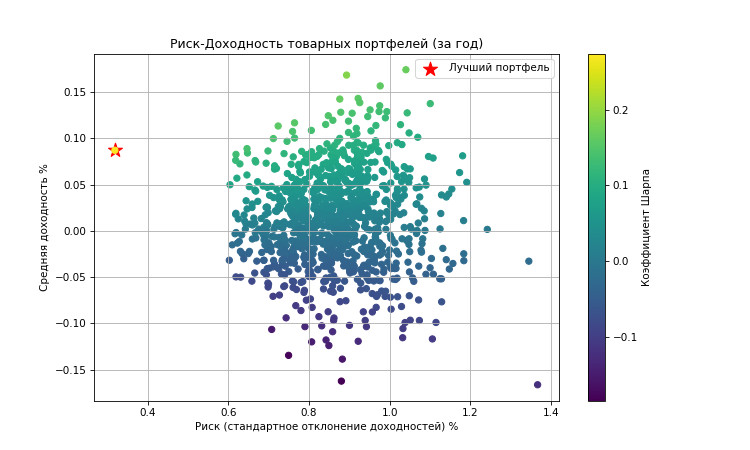 Риск-Доходность товарных портфелей (за год)
Лучший портфель
Средняя доходность %
0.15
0.10
0.05
0.00
−0.05
−0.10
−0.15
0.4 0.6 0.8 1.0 1.2 1.4
Риск (стандартное отклонение доходностей) %
0.2
0.1
0.0
−0.1
Коэффициент Шарпа